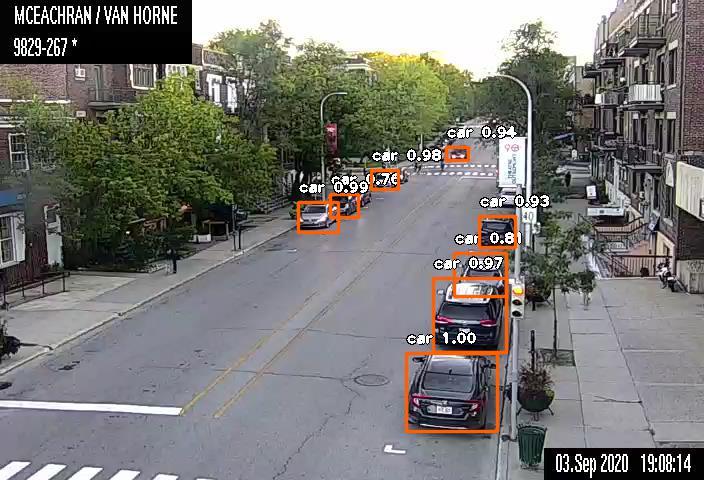 MCEACHRAN / VAN HORNE
9829-267 *
car 0.94
car 0.98
car 0.76
car 0.99
car 0.93
car 0.81
car 0.97
car 1.00
40
03.Sep 2020 19:08:14